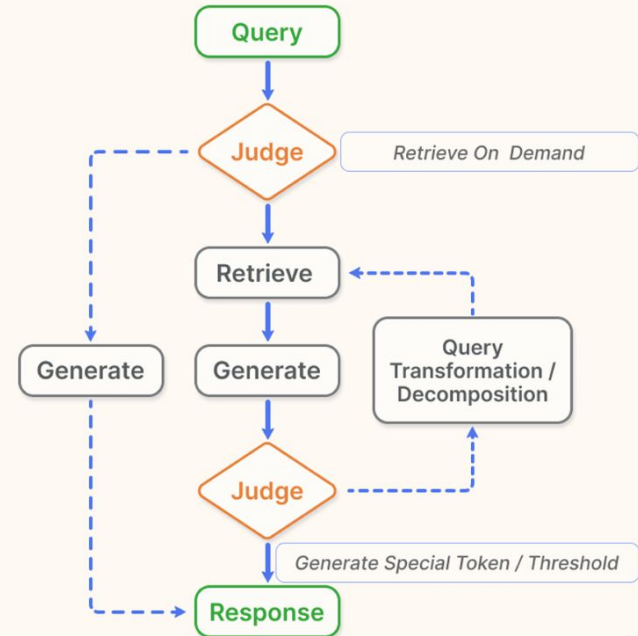 Query
Judge
Retrieve On Demand
Retrieve
Generate
Generate
Query
Transformation /
Decomposition
Judge
Generate Special Token / Threshold
Response